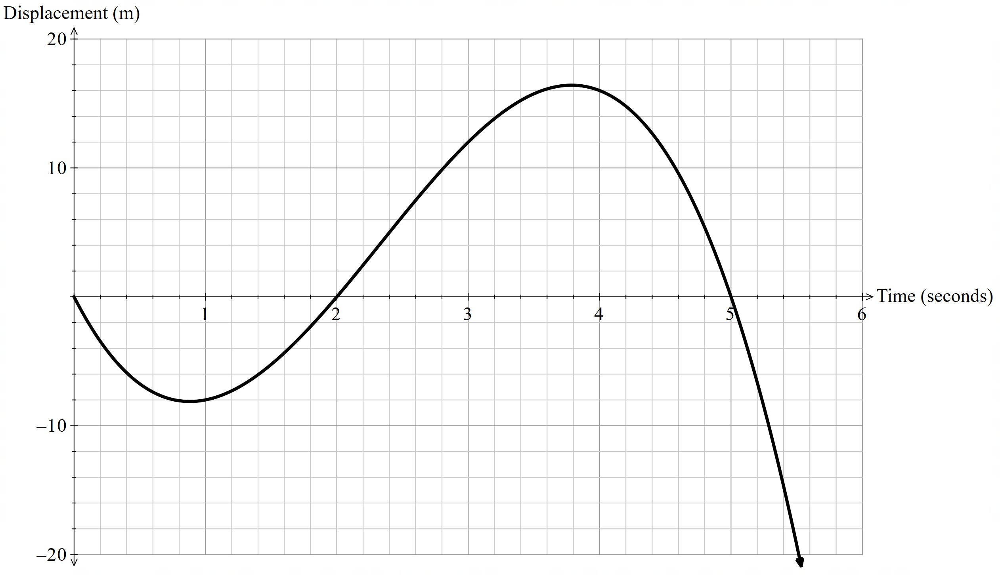 Displacement (m)
20
10
Time (seconds)
1 2 3 4 5 6
–10
–20